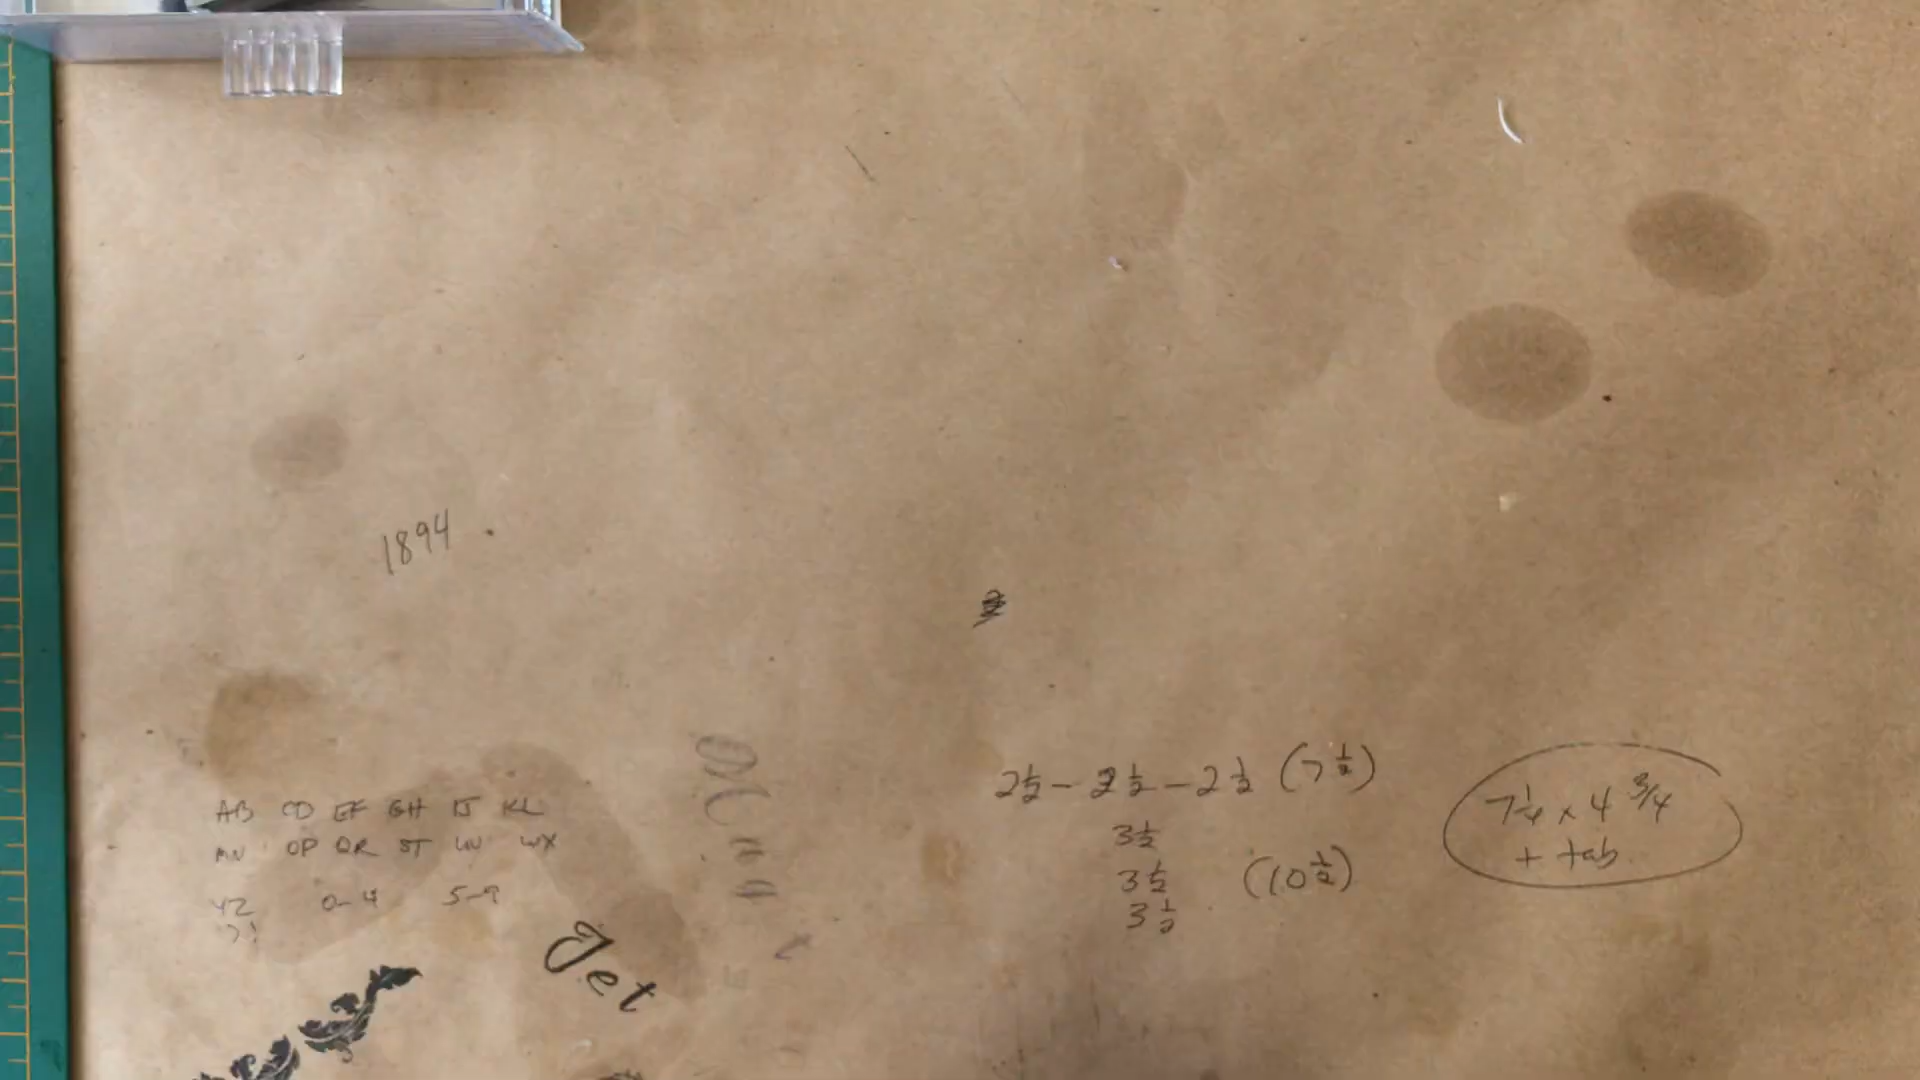 1894
AB CD EF GH IJ KL
MN OP QR ST UV WX
YZ 0-4 5-9
?!
Jet
2½ - 2½ - 2½ (7½)
3½
3½ (10½)
3½
7¼ x 4 3/4
+ tab